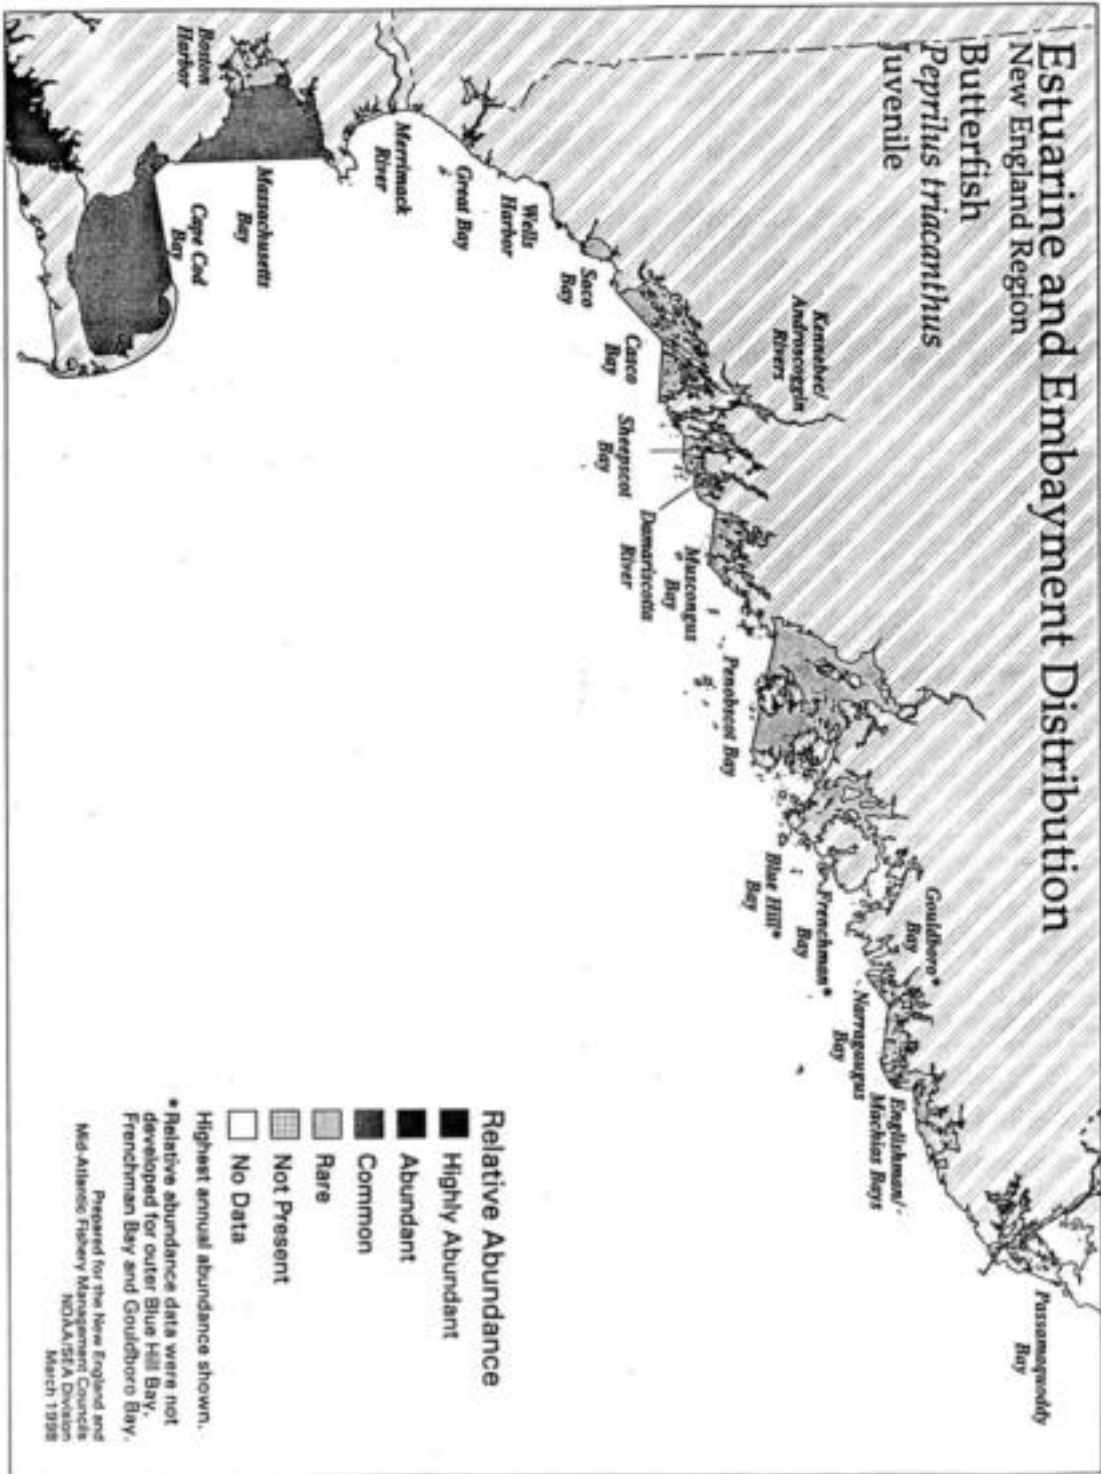 Estuarine and Embayment Distribution
New England Region
Butterfish
Peprilus triacanthus
Juvenile
Passamaquoddy
Bay
Englishman/
Machias Bays
Narraguagus
Bay
Gouldboro*
Bay
Frenchman*
Bay
Blue Hill*
Bay
Penobscot Bay
Muscongus
Bay
Damariscotta
River
Sheepscot
Bay
Kennebec/
Androscoggin
Rivers
Casco
Bay
Saco
Bay
Wells
Harbor
Great Bay
Merrimack
River
Massachusetts
Bay
Boston
Harbor
Cape Cod
Bay
Relative Abundance
Highly Abundant
Abundant
Common
Rare
Not Present
No Data
Highest annual abundance shown.
* Relative abundance data were not
developed for outer Blue Hill Bay,
Frenchman Bay and Gouldboro Bay.
Prepared for the New England and
Mid-Atlantic Fishery Management Councils
NOAA/SEA Division
March 1998